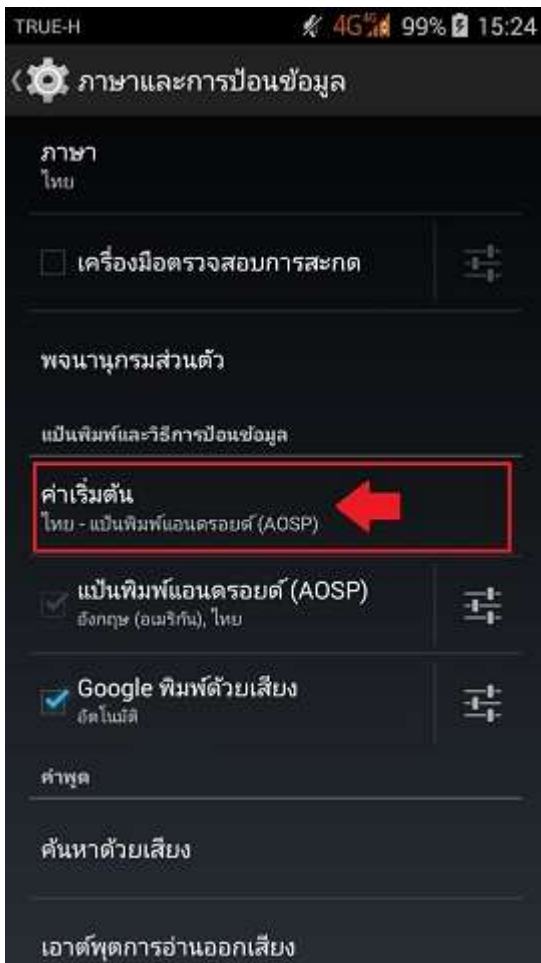 TRUE-H 4G 4G 99% 15:24
ภาษาและการป้อนข้อมูล
ภาษา
ไทย
เครื่องมือตรวจสอบการสะกด
พจนานุกรมส่วนตัว
แป้นพิมพ์และวิธีการป้อนข้อมูล
ค่าเริ่มต้น
ไทย - แป้นพิมพ์แอนดรอยด์ (AOSP)
แป้นพิมพ์แอนดรอยด์ (AOSP)
อังกฤษ (อเมริกัน), ไทย
Google พิมพ์ด้วยเสียง
อัตโนมัติ
คำพูด
ค้นหาด้วยเสียง
เอาต์พุตการอ่านออกเสียง